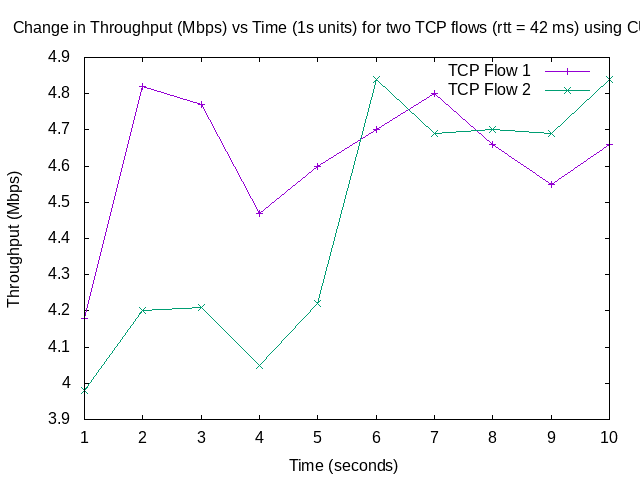 Change in Throughput (Mbps) vs Time (1s units) for two TCP flows (rtt = 42 ms) using
4.9
TCP Flow 1
4.8
TCP Flow 2
4.7
4.6
4.5
4.4
4.3
4.2
4.1
4
3.9
Throughput (Mbps)
1 2 3 4 5 6 7 8 9 10
Time (seconds)